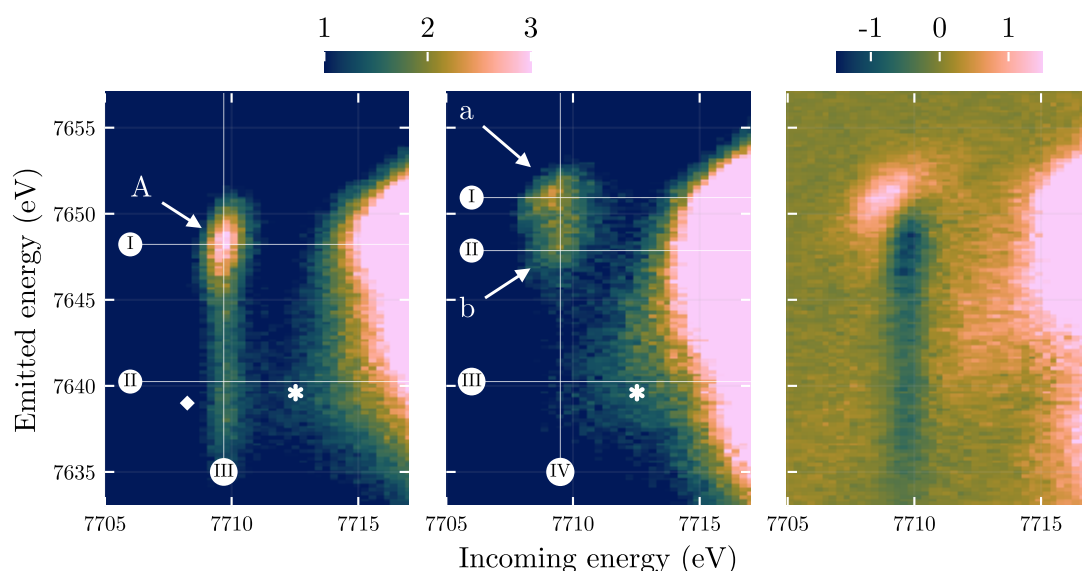 1 2 3 -1 0 1
Emitted energy (eV)
7655
7650
7645
7640
7635
A
I
II
III
7705 7710 7715
a
I
II
b
III
IV
7705 7710 7715
7705 7710 7715
Incoming energy (eV)